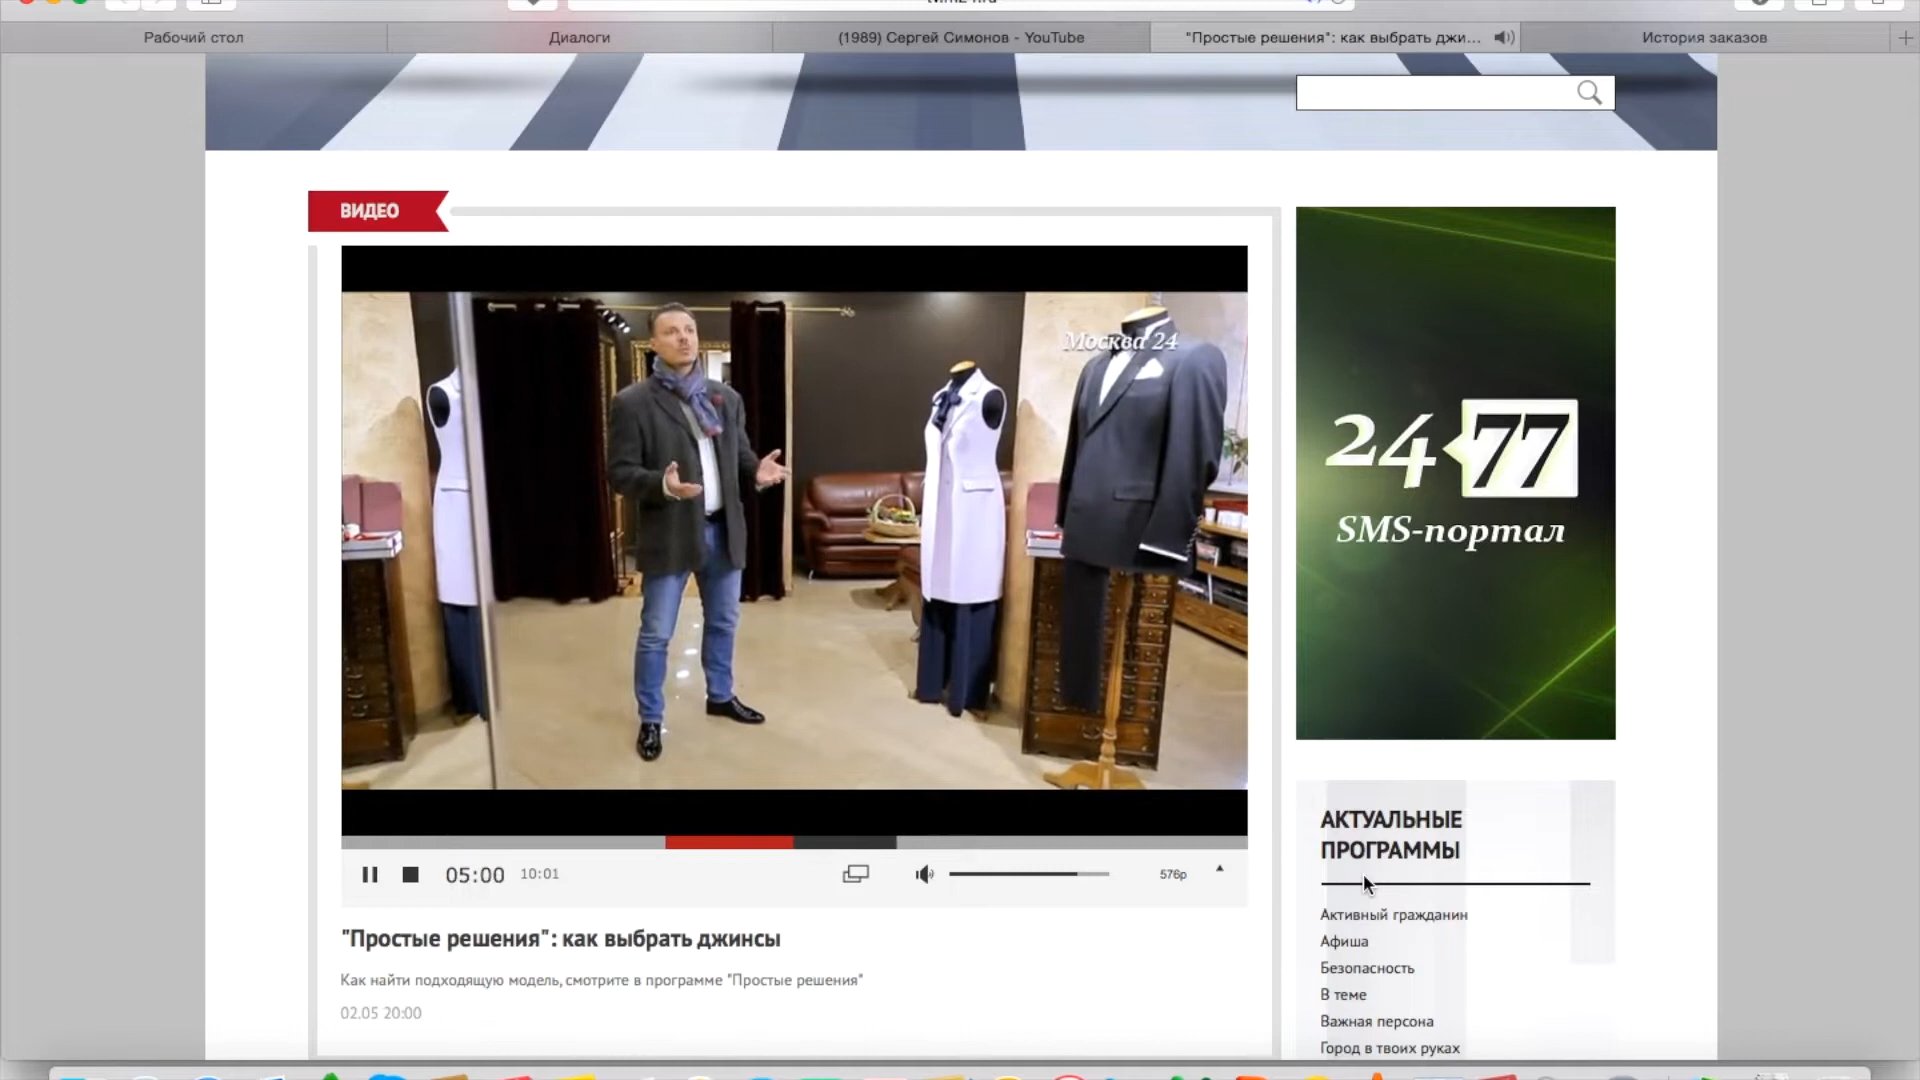 Рабочий стол
Диалоги
(1989) Сергей Симонов - YouTube
"Простые решения": как выбрать джи...
История заказов
ВИДЕО
Москва 24
24 77
SMS-портал
05:00 10:01
576p
"Простые решения": как выбрать джинсы
Как найти подходящую модель, смотрите в программе "Простые решения"
02.05 20:00
АКТУАЛЬНЫЕ
ПРОГРАММЫ
Активный гражданин
Афиша
Безопасность
В теме
Важная персона
Город в твоих руках